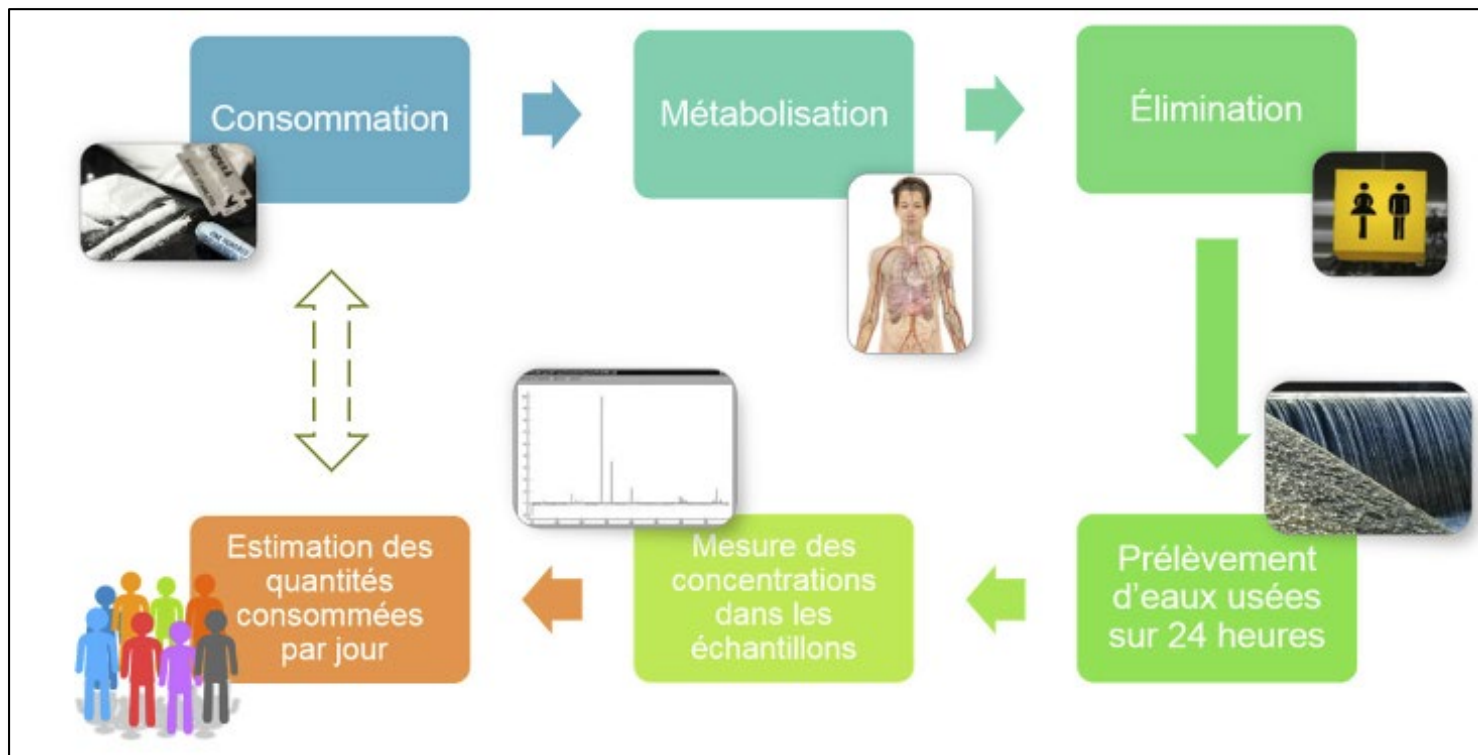 Consommation
Métabolisation
Élimination
Estimation des
quantités
consommées
par jour
Mesure des
concentrations
dans les
échantillons
Prélèvement
d'eaux usées
sur 24 heures